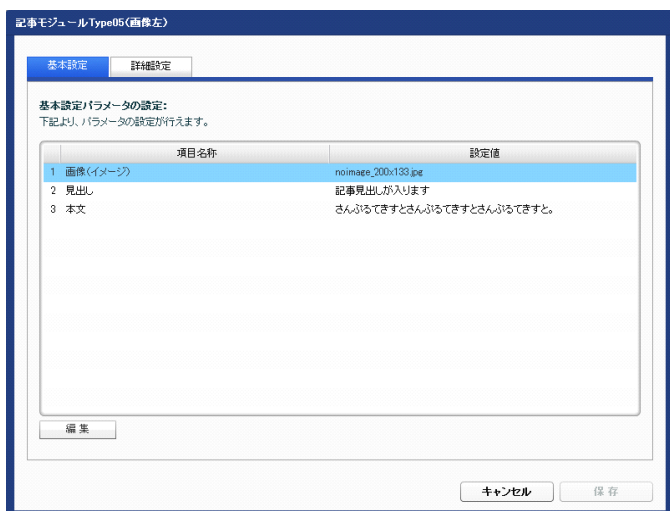 記事モジュールType05(画像左)
基本設定 詳細設定
基本設定パラメータの設定:
下記より、パラメータの設定が行えます。
項目名称 設定値
1 画像(イメージ) noimage_200x133.jpg
2 見出し 記事見出しが入ります
3 本文 さんぷるてきすとさんぷるてきすとさんぷるてきすと。
編集
キャンセル 保存